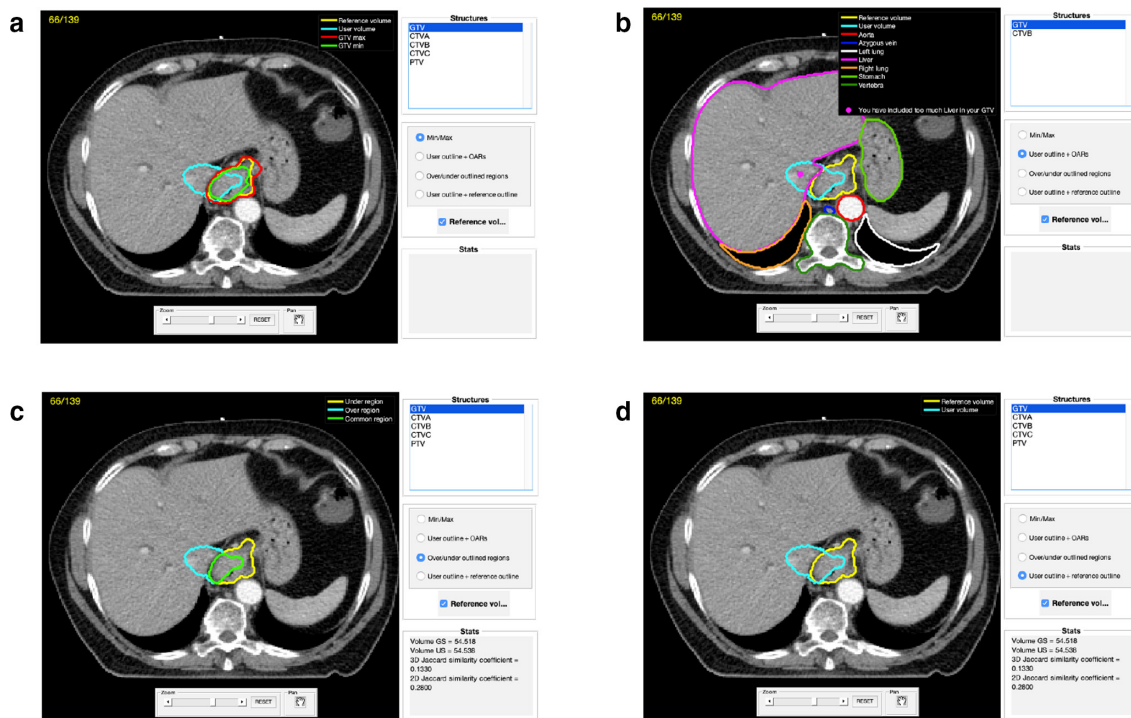 a
66/139
Reference volume
User volume
GTV max
GTV min
Structures
GTV
CTVA
CTVB
CTVC
PTV
Min/Max
User outline + OARs
Over/under outlined regions
User outline + reference outline
Reference vol...
Stats
Zoom
RESET
Pan
b
66/139
Reference volume
User volume
Aorta
Azygous vein
Left lung
Liver
Right lung
Stomach
Vertebra
You have included too much Liver in your GTV
Structures
GTV
CTVB
Min/Max
User outline + OARs
Over/under outlined regions
User outline + reference outline
Reference vol...
Stats
Zoom
RESET
Pan
c
66/139
Under region
Over region
Common region
Structures
GTV
CTVA
CTVB
CTVC
PTV
Min/Max
User outline + OARs
Over/under outlined regions
User outline + reference outline
Reference vol...
Stats
Volume GS = 54.518
Volume US = 54.538
3D Jaccard similarity coefficient =
0.1330
2D Jaccard similarity coefficient =
0.2800
Zoom
RESET
Pan
d
66/139
Reference volume
User volume
Structures
GTV
CTVA
CTVB
CTVC
PTV
Min/Max
User outline + OARs
Over/under outlined regions
User outline + reference outline
Reference vol...
Stats
Volume GS = 54.518
Volume US = 54.538
3D Jaccard similarity coefficient =
0.1330
2D Jaccard similarity coefficient =
0.2800
Zoom
RESET
Pan